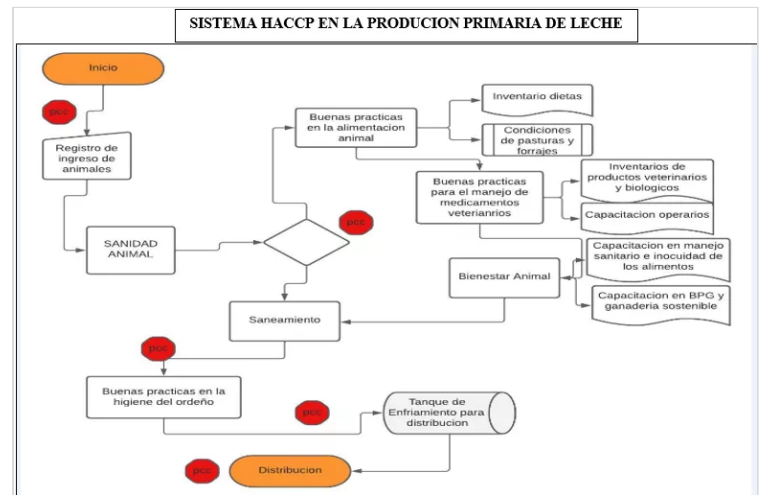 SISTEMA HACCP EN LA PRODUCION PRIMARIA DE LECHE
Inicio
pcc
Registro de
ingreso de
animales
SANIDAD
ANIMAL
pcc
Buenas practicas
en la alimentacion
animal
Inventario dietas
Condiciones
de pasturas y
forrajes
Buenas practicas
para el manejo de
medicamentos
veterianrios
Inventarios de
productos veterinarios
y biologicos
Capacitacion operarios
Bienestar Animal
Capacitacion en manejo
sanitario e inocuidad de
los alimentos
Capacitacion en BPG y
ganaderia sostenible
Saneamiento
pcc
Buenas practicas en la
higiene del ordeño
pcc
Tanque de
Enfriamiento para
distribucion
pcc
Distribucion